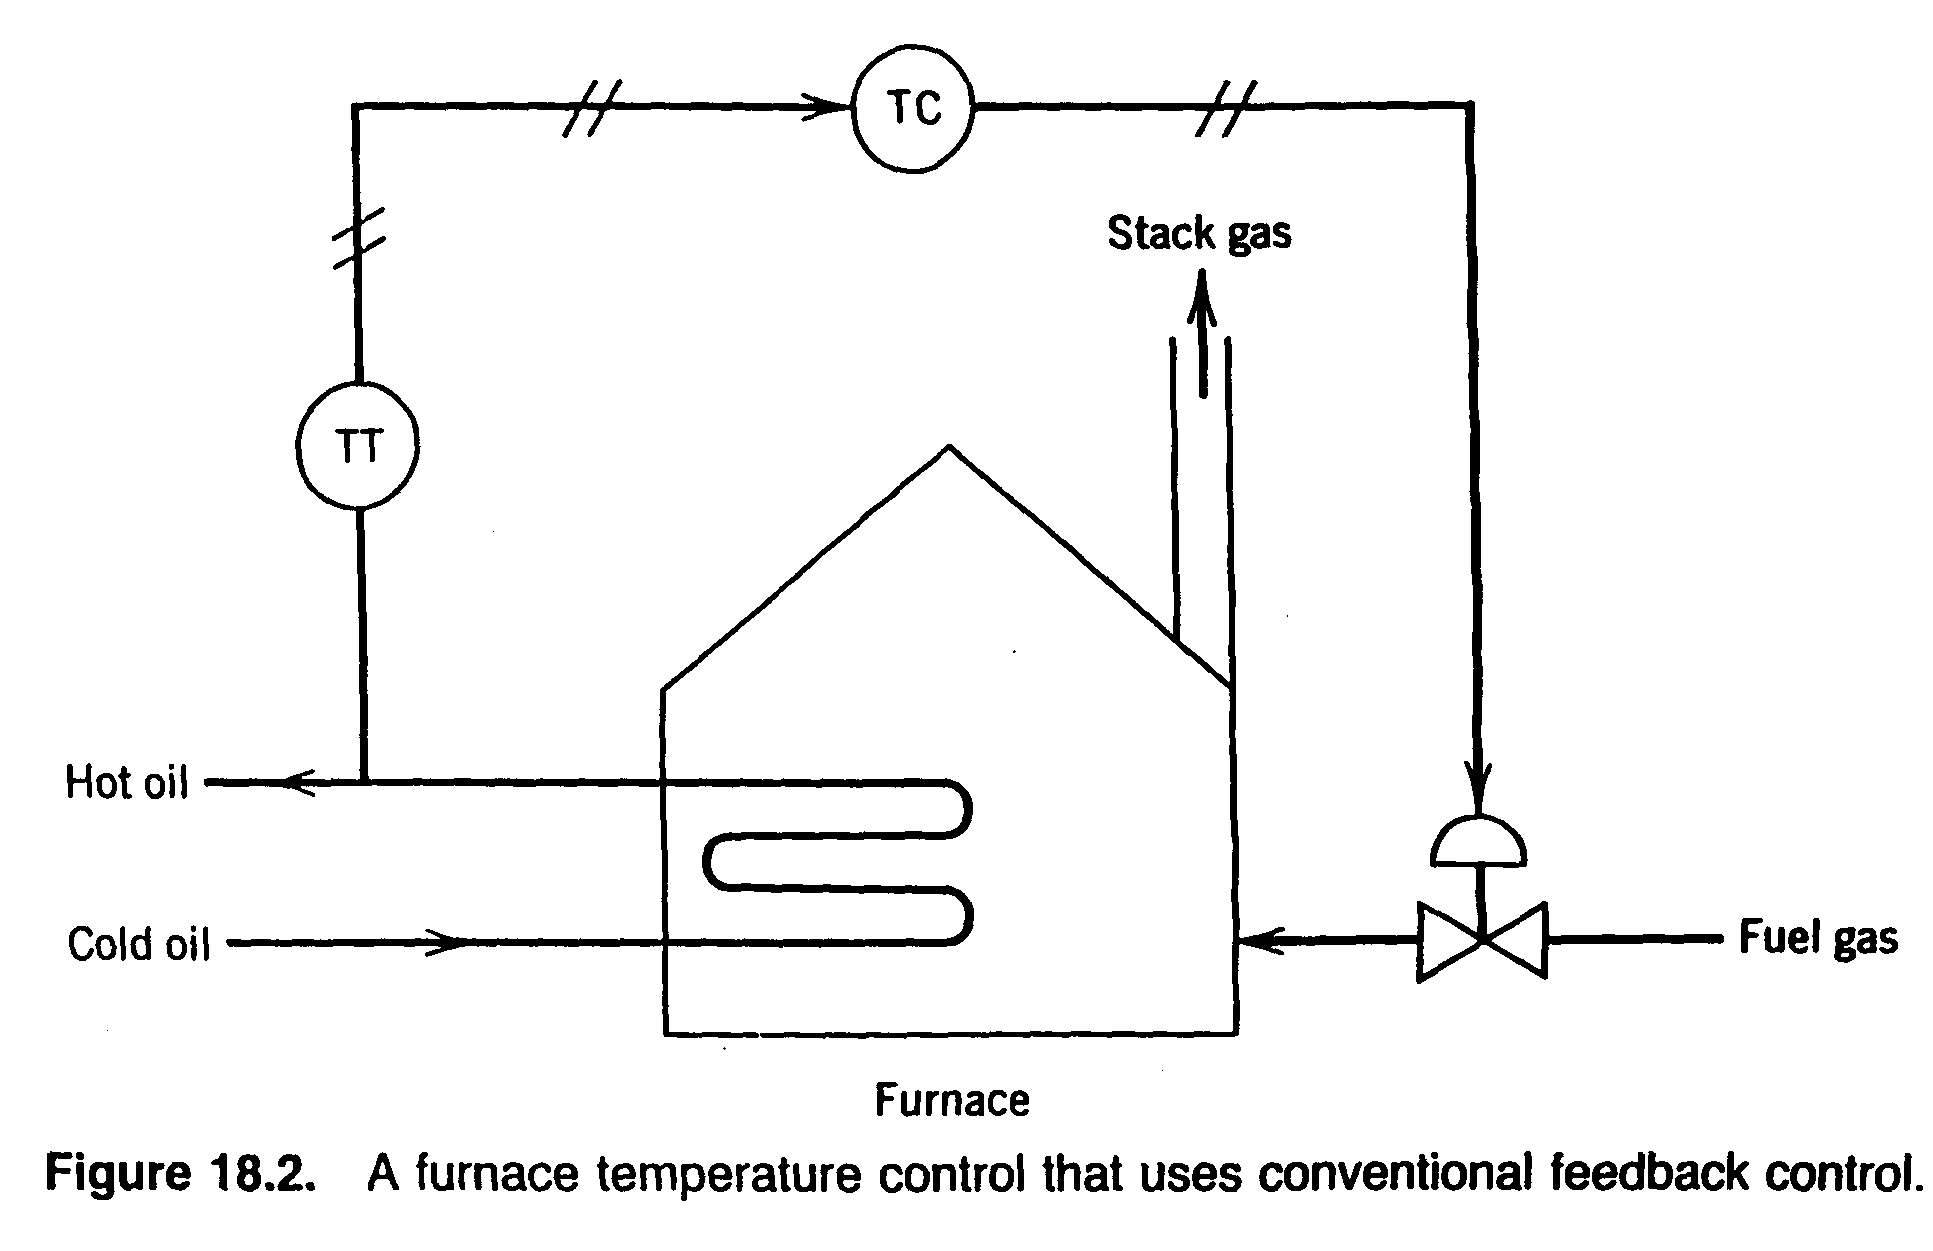 TC
Stack gas
TT
Hot oil
Cold oil
Fuel gas
Furnace
Figure 18.2. A furnace temperature control that uses conventional feedback control.